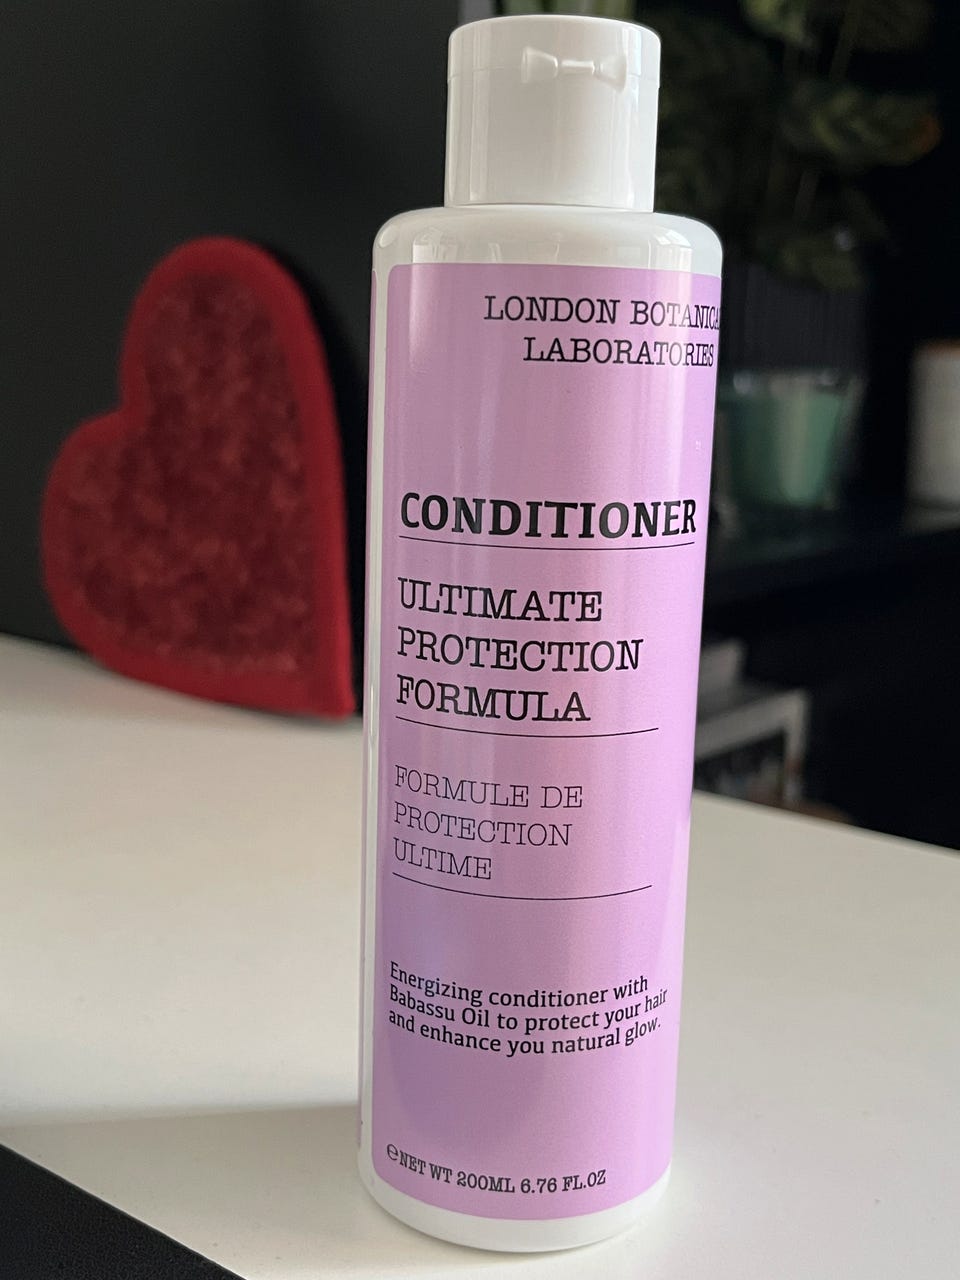 LONDON BOTANICA
LABORATORIES
CONDITIONER
ULTIMATE
PROTECTION
FORMULA
FORMULE DE
PROTECTION
ULTIME
Energizing conditioner with
Babassu Oil to protect your hair
and enhance you natural glow.
℮NET WT 200ML 6.76 FL.OZ